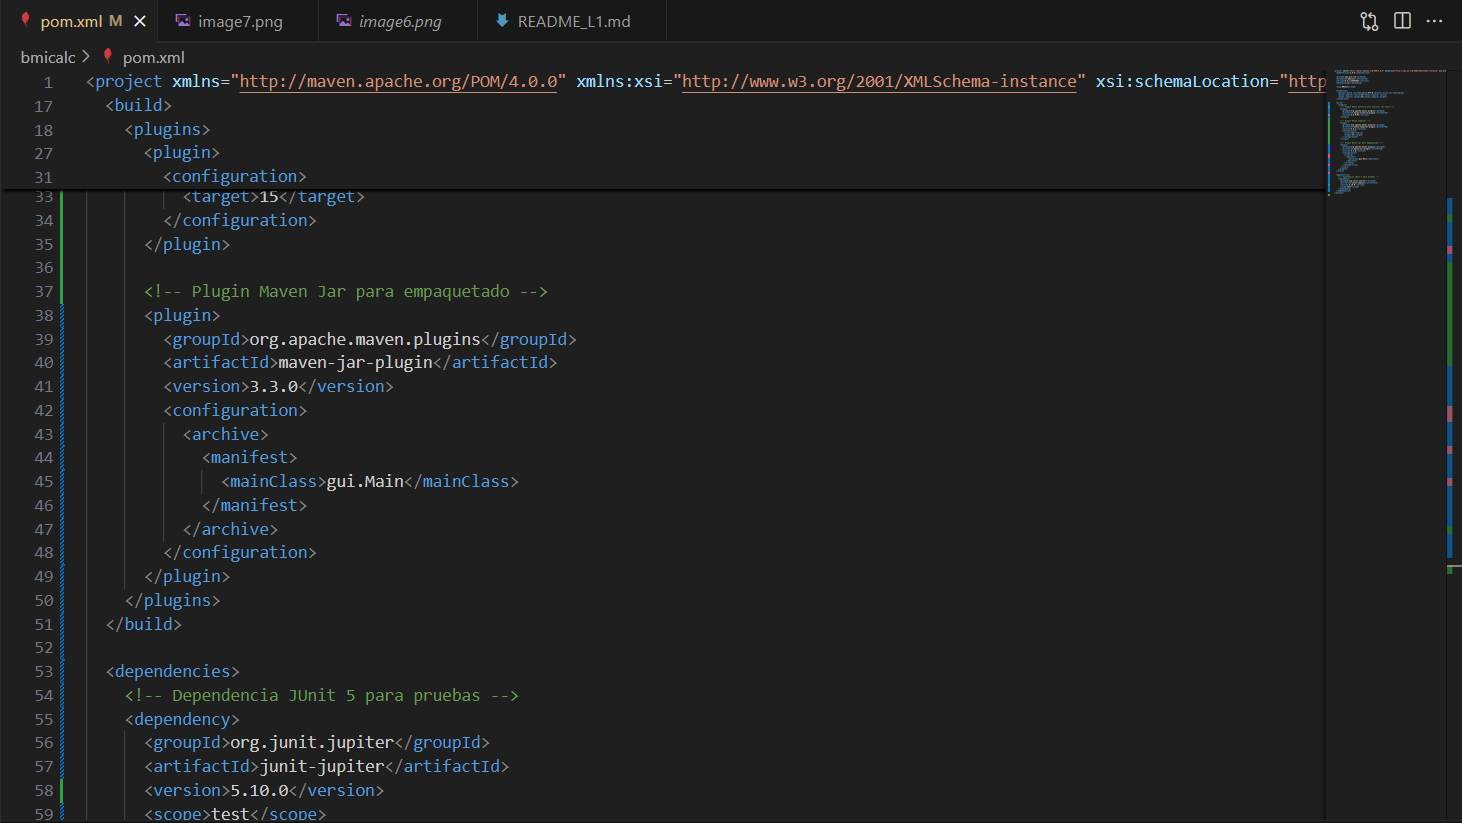 pom.xml M
image7.png
image6.png
README_L1.md
bmicalc > pom.xml
1 <project xmlns="http://maven.apache.org/POM/4.0.0" xmlns:xsi="http://www.w3.org/2001/XMLSchema-instance" xsi:schemaLocation="http
17 <build>
18 <plugins>
27 <plugin>
31 <configuration>
33 <target>15</target>
34 </configuration>
35 </plugin>
36
37 <!-- Plugin Maven Jar para empaquetado -->
38 <plugin>
39 <groupId>org.apache.maven.plugins</groupId>
40 <artifactId>maven-jar-plugin</artifactId>
41 <version>3.3.0</version>
42 <configuration>
43 <archive>
44 <manifest>
45 <mainClass>gui.Main</mainClass>
46 </manifest>
47 </archive>
48 </configuration>
49 </plugin>
50 </plugins>
51 </build>
52
53 <dependencies>
54 <!-- Dependencia JUnit 5 para pruebas -->
55 <dependency>
56 <groupId>org.junit.jupiter</groupId>
57 <artifactId>junit-jupiter</artifactId>
58 <version>5.10.0</version>
59 <scope>test</scope>